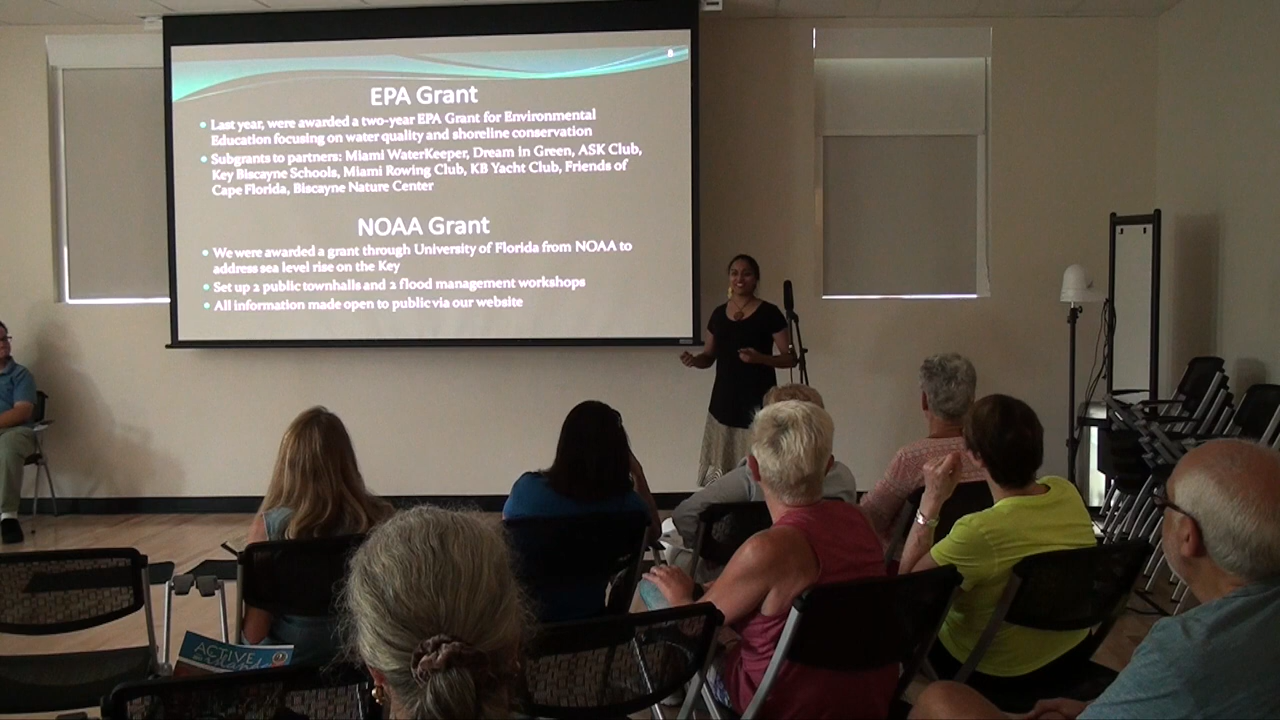 8
EPA Grant
Last year, were awarded a two-year EPA Grant for Environmental
Education focusing on water quality and shoreline conservation
Subgrants to partners: Miami WaterKeeper, Dream in Green, ASK Club,
Key Biscayne Schools, Miami Rowing Club, KB Yacht Club, Friends of
Cape Florida, Biscayne Nature Center
NOAA Grant
We were awarded a grant through University of Florida from NOAA to
address sea level rise on the Key
Set up 2 public townhalls and 2 flood management workshops
All information made open to public via our website
ACTIVE